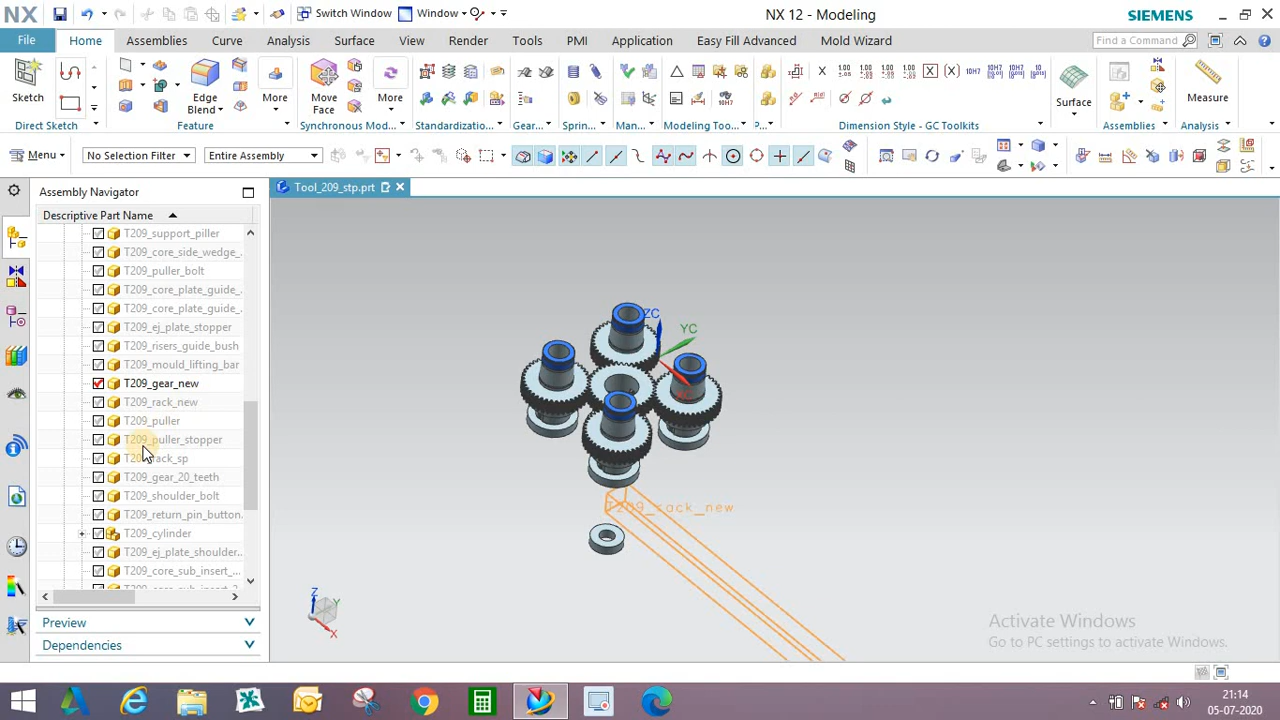 NX Switch Window Window NX 12 - Modeling SIEMENS
File Home Assemblies Curve Analysis Surface View Render Tools PMI Application Easy Fill Advanced Mold Wizard Find a Command
Sketch Edge Blend More Move Face More Surface Measure
Direct Sketch Feature Synchronous Mod... Standardization... Gear... Sprin... Man... Modeling Too... P... Dimension Style - GC Toolkits Assemblies Analysis
Menu No Selection Filter Entire Assembly
Assembly Navigator Tool_209_stp.prt
Descriptive Part Name
T209_support_piller
T209_core_side_wedge_.
T209_puller_bolt
T209_core_plate_guide_.
T209_core_plate_guide_.
T209_ej_plate_stopper
T209_risers_guide_bush
T209_mould_lifting_bar
T209_gear_new
T209_rack_new
T209_puller
T209_puller_stopper
T209_rack_sp
T209_gear_20_teeth
T209_shoulder_bolt
T209_return_pin_button.
T209_cylinder
T209_ej_plate_shoulder..
T209_core_sub_insert_...
ZC
YC
T209_rack_new
Z
Y
X
Preview
Dependencies
Activate Windows
Go to PC settings to activate Windows.
21:14
05-07-2020